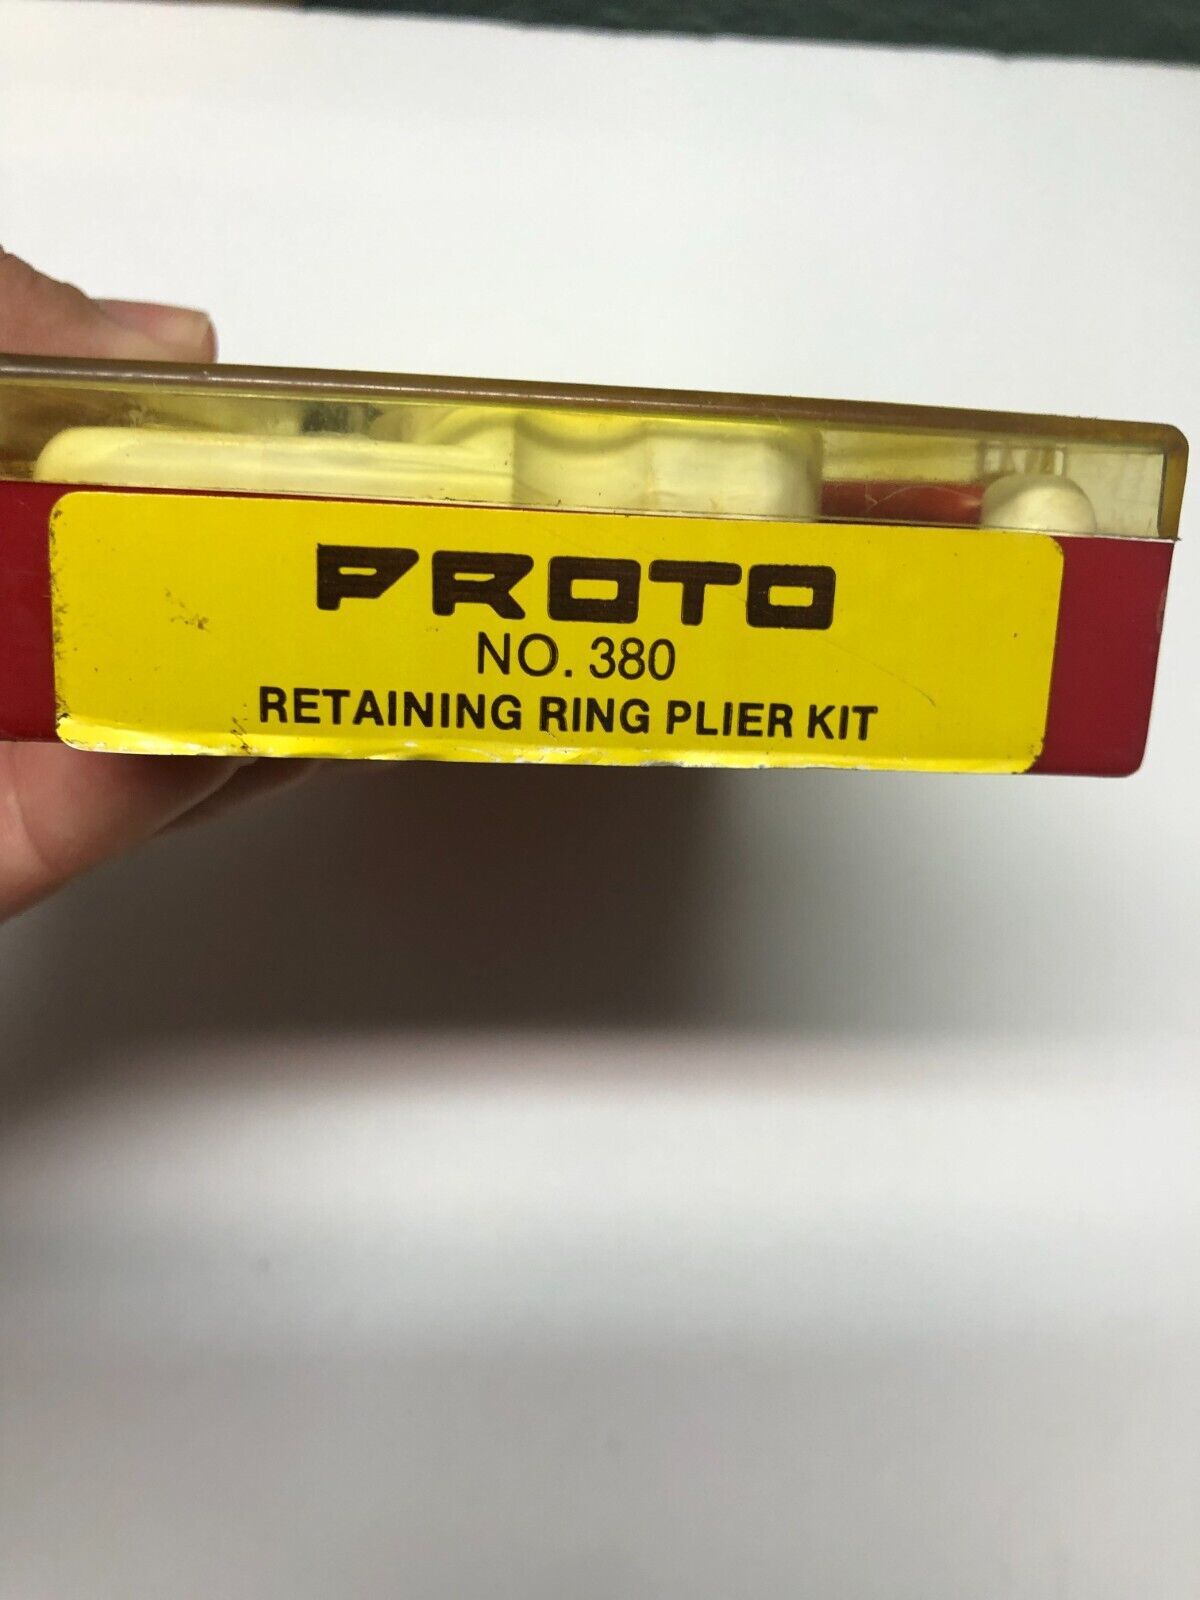 PROTO
NO. 380
RETAINING RING PLIER KIT